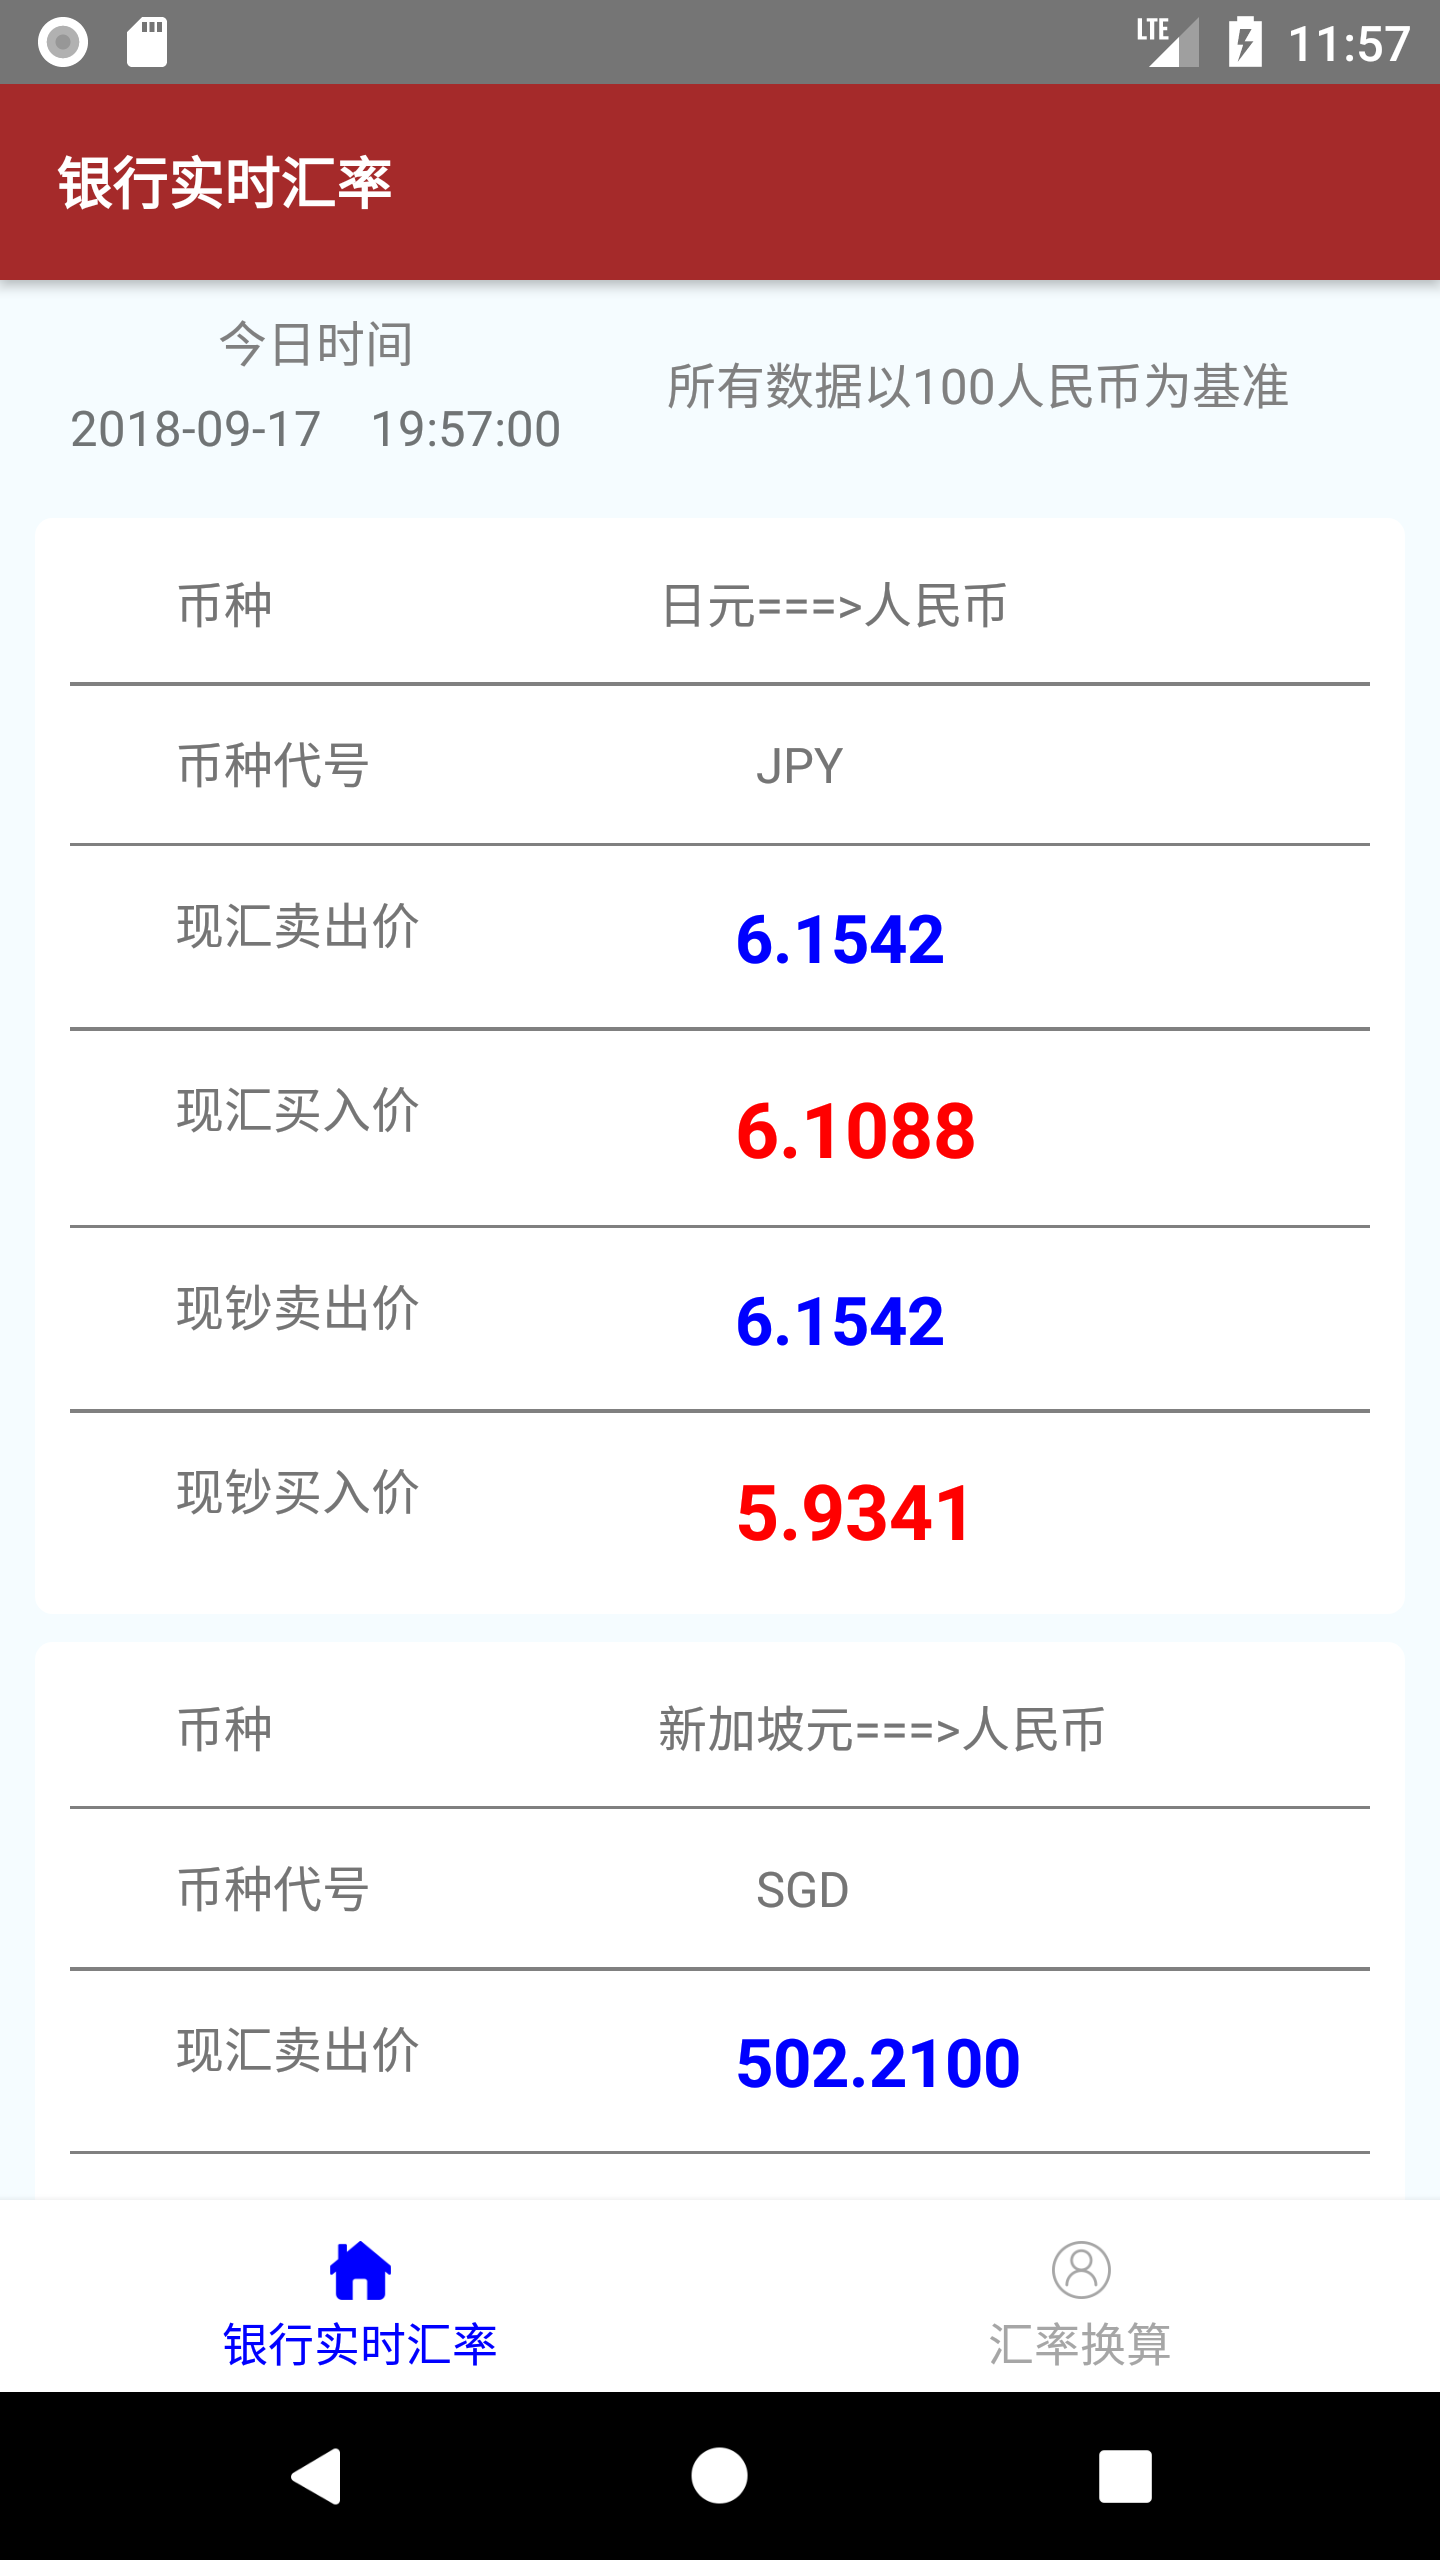 LTE 11:57
银行实时汇率
今日时间
2018-09-17 19:57:00
所有数据以100人民币为基准
币种 日元===>人民币
币种代号 JPY
现汇卖出价 6.1542
现汇买入价 6.1088
现钞卖出价 6.1542
现钞买入价 5.9341
币种 新加坡元===>人民币
币种代号 SGD
现汇卖出价 502.2100
银行实时汇率 汇率换算